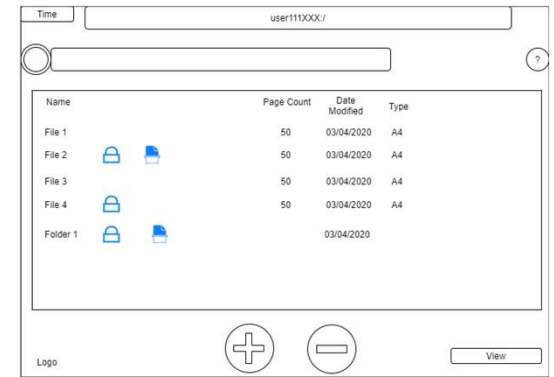 Time
user111XXX:/
?
Name Page Count Date Modified Type
File 1 50 03/04/2020 A4
File 2 50 03/04/2020 A4
File 3 50 03/04/2020 A4
File 4 50 03/04/2020 A4
Folder 1 03/04/2020
Logo
View